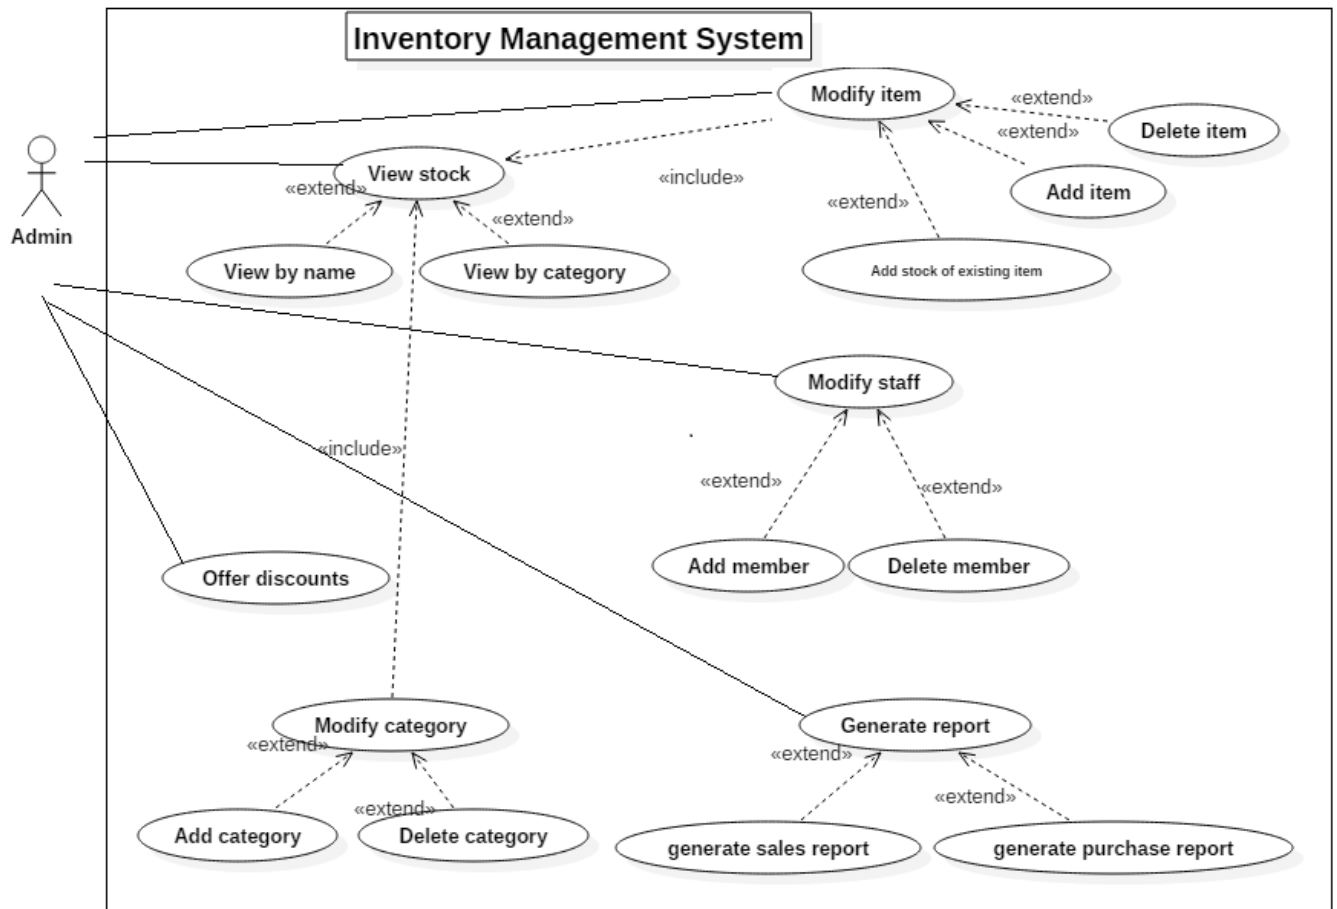 Inventory Management System
Modify item
«extend»
Delete item
«extend»
Add item
View stock
«include»
«extend»
«extend»
«extend»
Admin
View by name
View by category
Add stock of existing item
Modify staff
«include»
«extend»
«extend»
Add member
Delete member
Offer discounts
Modify category
Generate report
«extend»
«extend»
«extend»
«extend»
Add category
Delete category
generate sales report
generate purchase report